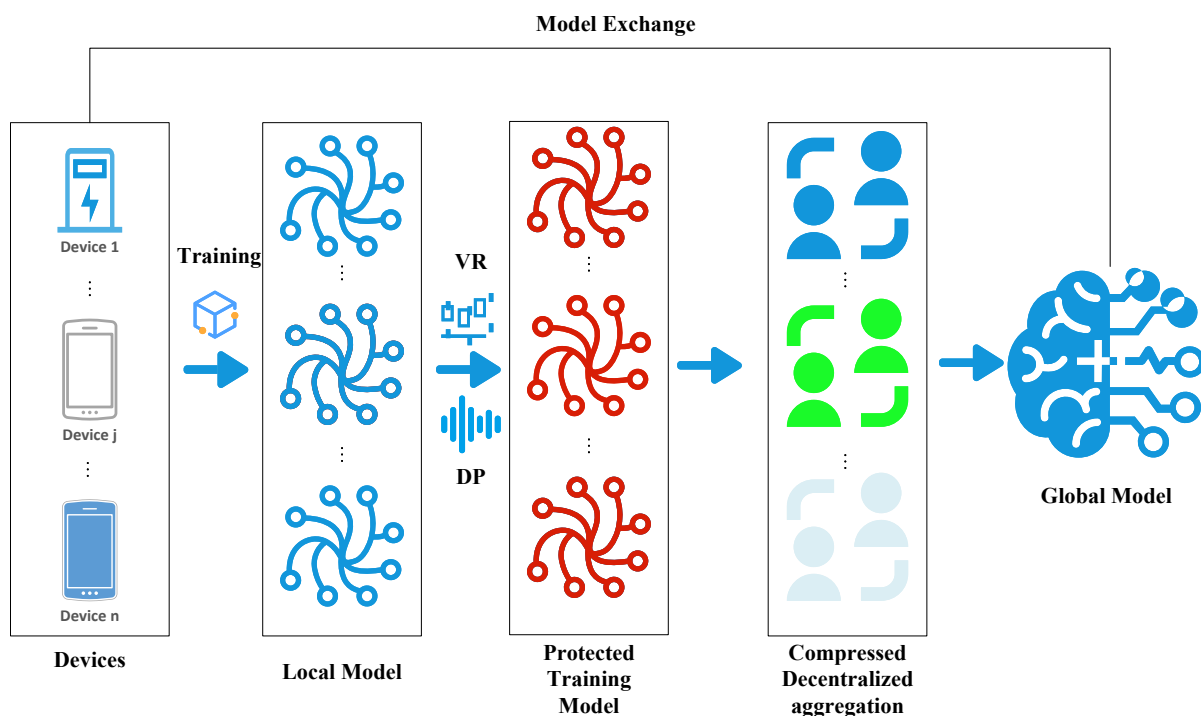 Model Exchange
Device 1
...
Device j
...
Device n
Devices
Training
...
...
Local Model
VR
DP
...
...
Protected
Training
Model
...
...
Compressed
Decentralized
aggregation
Global Model